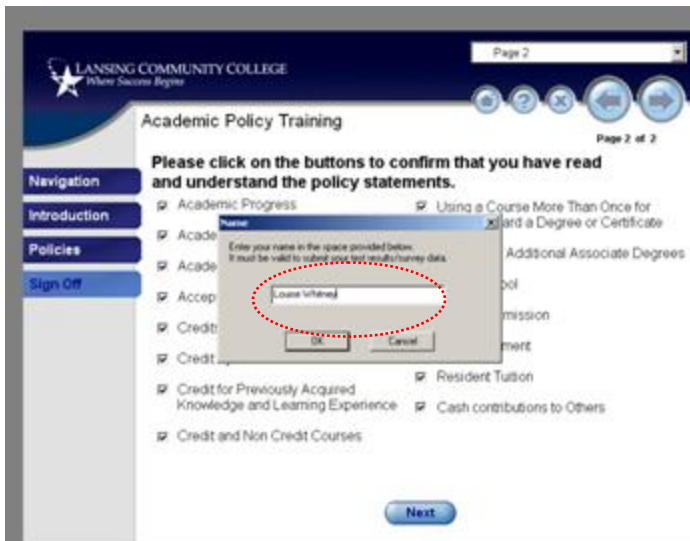 Page 2
LANSING COMMUNITY COLLEGE
Where Success Begins
Academic Policy Training
Page 2 of 2
Please click on the buttons to confirm that you have read
and understand the policy statements.
Navigation
Introduction
Policies
Sign Off
Academic Progress
Acade
Acade
Accep
Credit
Credit
Credit for Previously Acquired
Knowledge and Learning Experience
Credit and Non Credit Courses
Using a Course More Than Once for
ard a Degree or Certificate
Additional Associate Degrees
ool
mission
ment
Resident Tuition
Cash contributions to Others
Name
Enter your name in the space provided below.
It must be valid to submit your test results/survey data.
Louise Whitney
OK
Cancel
Next